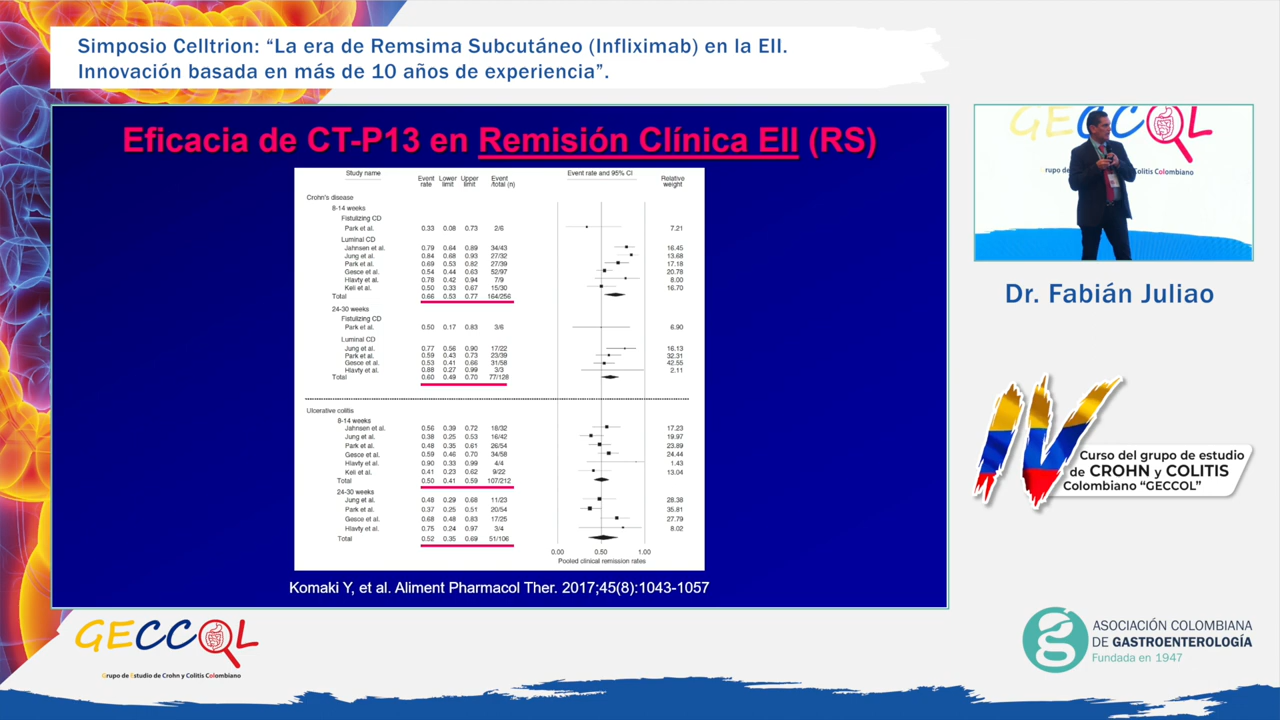 Simposio Celltrion: “La era de Remsima Subcutáneo (Infliximab) en la EII.
Innovación basada en más de 10 años de experiencia”.
Eficacia de CT-P13 en Remisión Clínica EII (RS)
Study name Event rate Lower limit Upper limit Event /total (n) Event rate and 95% CI Relative weight
Crohn's disease
8-14 weeks
Fistulizing CD
Park et al. 0.33 0.08 0.73 2/6 7.21
Luminal CD
Jahnsen et al. 0.79 0.64 0.89 34/43 16.45
Jung et al. 0.84 0.68 0.93 27/32 13.68
Park et al. 0.69 0.53 0.82 27/39 17.18
Gesce et al. 0.54 0.44 0.63 52/97 20.78
Hlavty et al. 0.78 0.42 0.94 7/9 8.00
Keli et al. 0.50 0.33 0.67 15/30 16.70
Total 0.66 0.53 0.77 164/256
24-30 weeks
Fistulizing CD
Park et al. 0.50 0.17 0.83 3/6 6.90
Luminal CD
Jung et al. 0.77 0.56 0.90 17/22 16.13
Park et al. 0.59 0.43 0.73 23/39 32.31
Gesce et al. 0.53 0.41 0.66 31/58 42.55
Hlavty et al. 0.88 0.27 0.99 3/3 2.11
Total 0.60 0.49 0.70 77/128
Ulcerative colitis
8-14 weeks
Jahnsen et al. 0.56 0.39 0.72 18/32 17.23
Jung et al. 0.38 0.25 0.53 16/42 19.97
Park et al. 0.48 0.35 0.61 26/54 23.89
Gesce et al. 0.59 0.46 0.70 34/58 24.44
Hlavty et al. 0.90 0.33 0.99 4/4 1.43
Keli et al. 0.41 0.23 0.62 9/22 13.04
Total 0.50 0.41 0.59 107/212
24-30 weeks
Jung et al. 0.48 0.29 0.68 11/23 28.38
Park et al. 0.37 0.25 0.51 20/54 35.81
Gesce et al. 0.68 0.48 0.83 17/25 27.79
Hlavty et al. 0.75 0.24 0.97 3/4 8.02
Total 0.52 0.35 0.69 51/106
0.00 0.50 1.00
Pooled clinical remission rates
Komaki Y, et al. Aliment Pharmacol Ther. 2017;45(8):1043-1057
GECCOL
Colitis Colombiano
Dr. Fabián Juliao
IV
Curso del grupo de estudio
de CROHN y COLITIS
Colombiano “GECCOL”
GECCOL
Grupo de Estudio de Crohn y Colitis Colombiano
ASOCIACIÓN COLOMBIANA
DE GASTROENTEROLOGÍA
Fundada en 1947